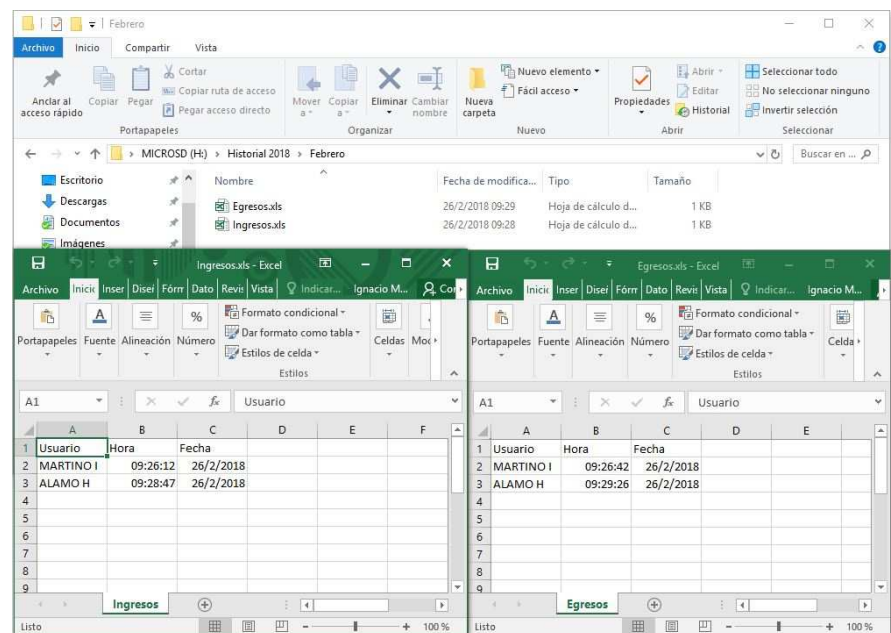 Febrero
Archivo Inicio Compartir Vista
Anclar al acceso rápido
Copiar
Pegar
Cortar
Copiar ruta de acceso
Pegar acceso directo
Portapapeles
Mover a
Copiar a
Eliminar
Cambiar nombre
Organizar
Nueva carpeta
Nuevo elemento
Fácil acceso
Nuevo
Propiedades
Abrir
Editar
Historial
Abrir
Seleccionar todo
No seleccionar ninguno
Invertir selección
Seleccionar
MICROSD (H:) › Historial 2018 › Febrero
Buscar en ...
Escritorio
Descargas
Documentos
Imágenes
Nombre Fecha de modifica... Tipo Tamaño
Egresos.xls 26/2/2018 09:29 Hoja de cálculo d... 1 KB
Ingresos.xls 26/2/2018 09:28 Hoja de cálculo d... 1 KB
Ingresos.xls - Excel
Archivo Inicic Inser Disei Fórm Dato Revis Vista Indicar... Ignacio M... Cor
Portapapeles Fuente Alineación Número
Formato condicional
Dar formato como tabla
Estilos de celda
Estilos
Celdas
A1 fx Usuario
A B C D E F
1 Usuario Hora Fecha
2 MARTINO I 09:26:12 26/2/2018
3 ALAMO H 09:28:47 26/2/2018
4
5
6
7
8
9
Ingresos
Listo 100 %
Egresos.xls - Excel
Archivo Inicic Inser Disei Fórm Dato Revis Vista Indicar... Ignacio M...
Portapapeles Fuente Alineación Número
Formato condicional
Dar formato como tabla
Estilos de celda
Estilos
Celda
A1 fx Usuario
A B C D E
1 Usuario Hora Fecha
2 MARTINO I 09:26:42 26/2/2018
3 ALAMO H 09:29:26 26/2/2018
4
5
6
7
8
9
Egresos
Listo 100 %